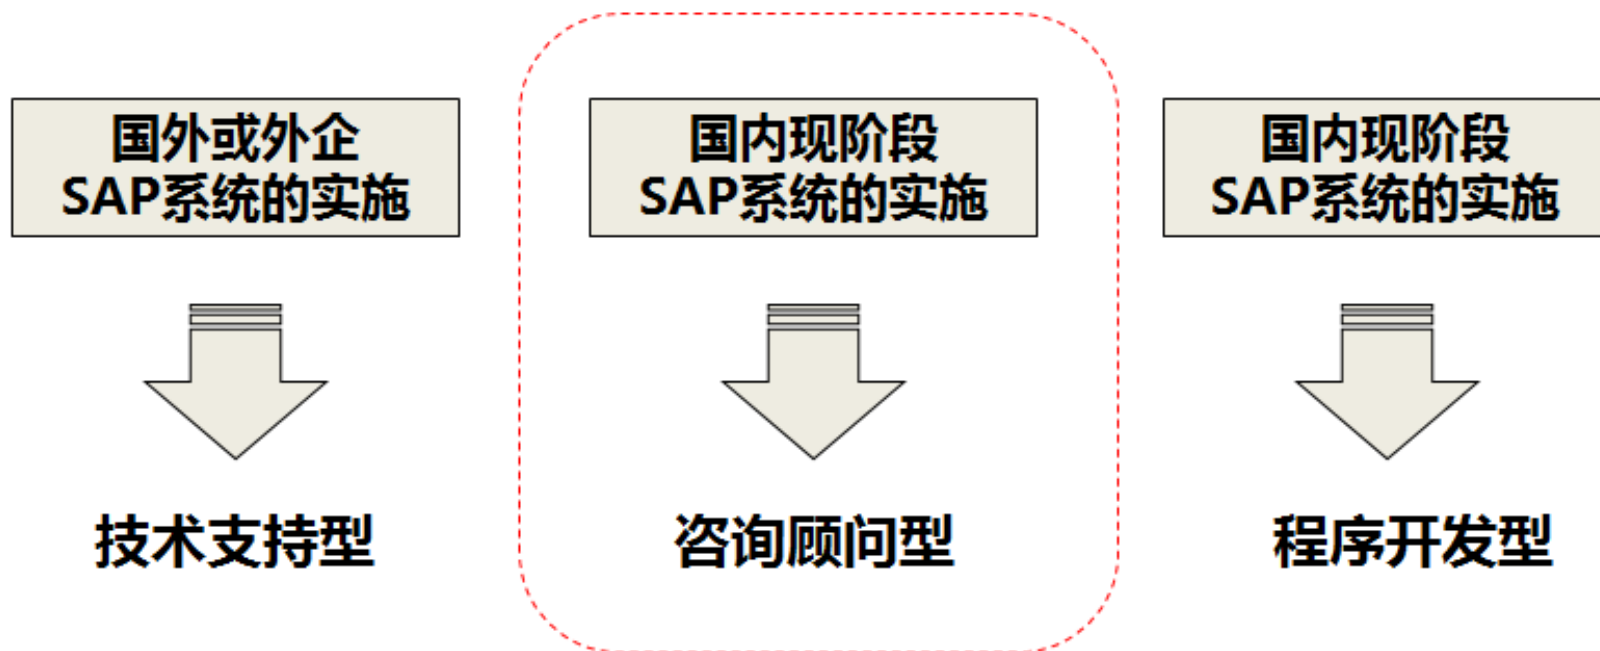 国外或外企
SAP系统的实施
国内现阶段
SAP系统的实施
国内现阶段
SAP系统的实施
技术支持型
咨询顾问型
程序开发型